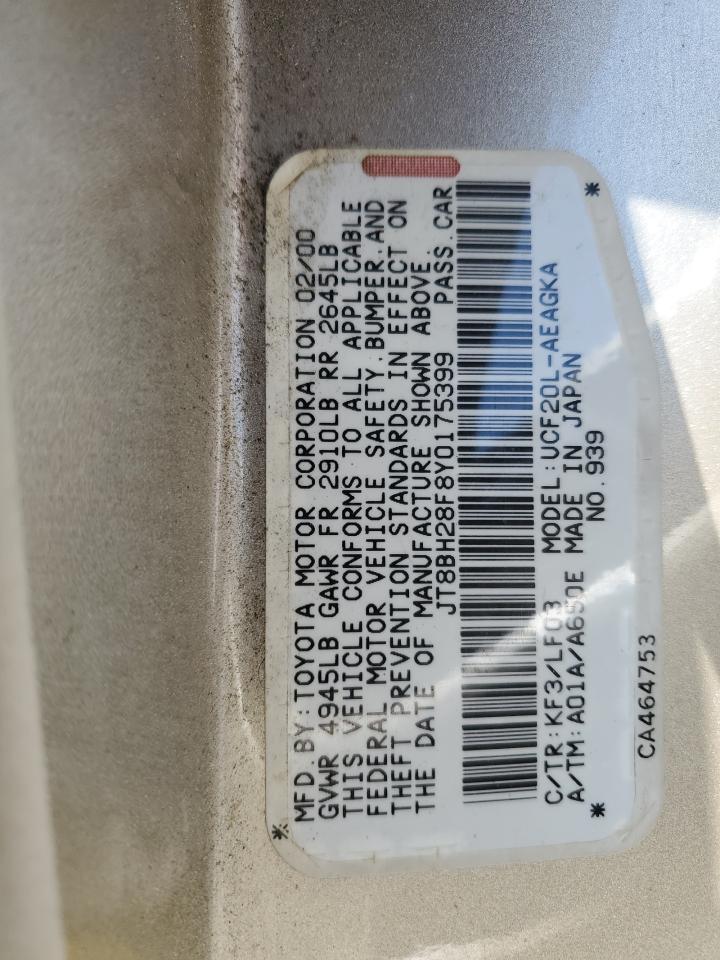 MFD. BY: TOYOTA MOTOR CORPORATION 02/00
GVWR 4945LB GAWR FR 2910LB RR 2645LB
THIS VEHICLE CONFORMS TO ALL APPLICABLE
FEDERAL MOTOR VEHICLE SAFETY.BUMPER.AND
THEFT PREVENTION STANDARDS IN EFFECT ON
THE DATE OF MANUFACTURE SHOWN ABOVE.
JT8BH28F8Y0175399 PASS.CAR
C/TR:KF3/LF03 MODEL:UCF20L-AEAGKA
A/TM:A01A/A650E MADE IN JAPAN
* NO.939 *
CA464753